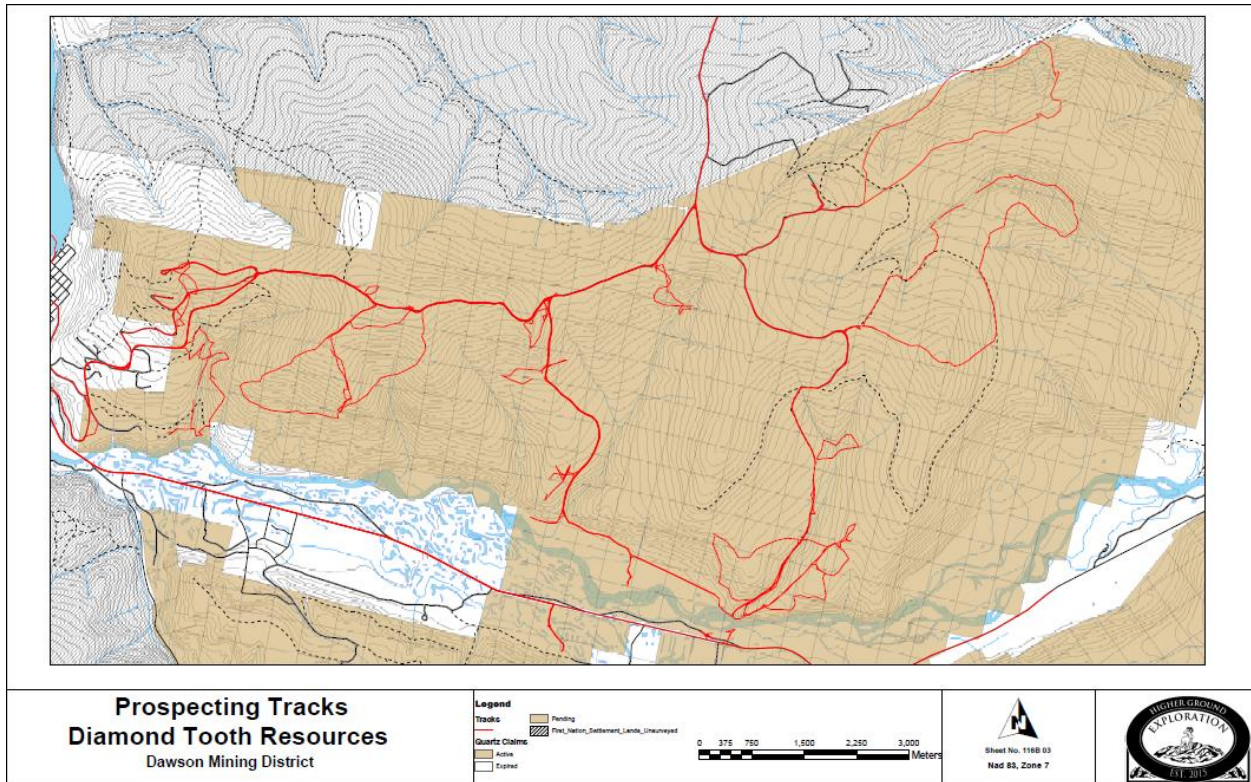 Prospecting Tracks
Diamond Tooth Resources
Dawson Mining District
Legend
Tracks
Pending
First_Nation_Settlement_Lands_Unsurveyed
Quartz Claims
Active
Expired
0 375 750 1,500 2,250 3,000
Meters
N
Sheet No. 116B 03
Nad 83, Zone 7
HIGHER GROUND
EXPLORATION
EST. 2015